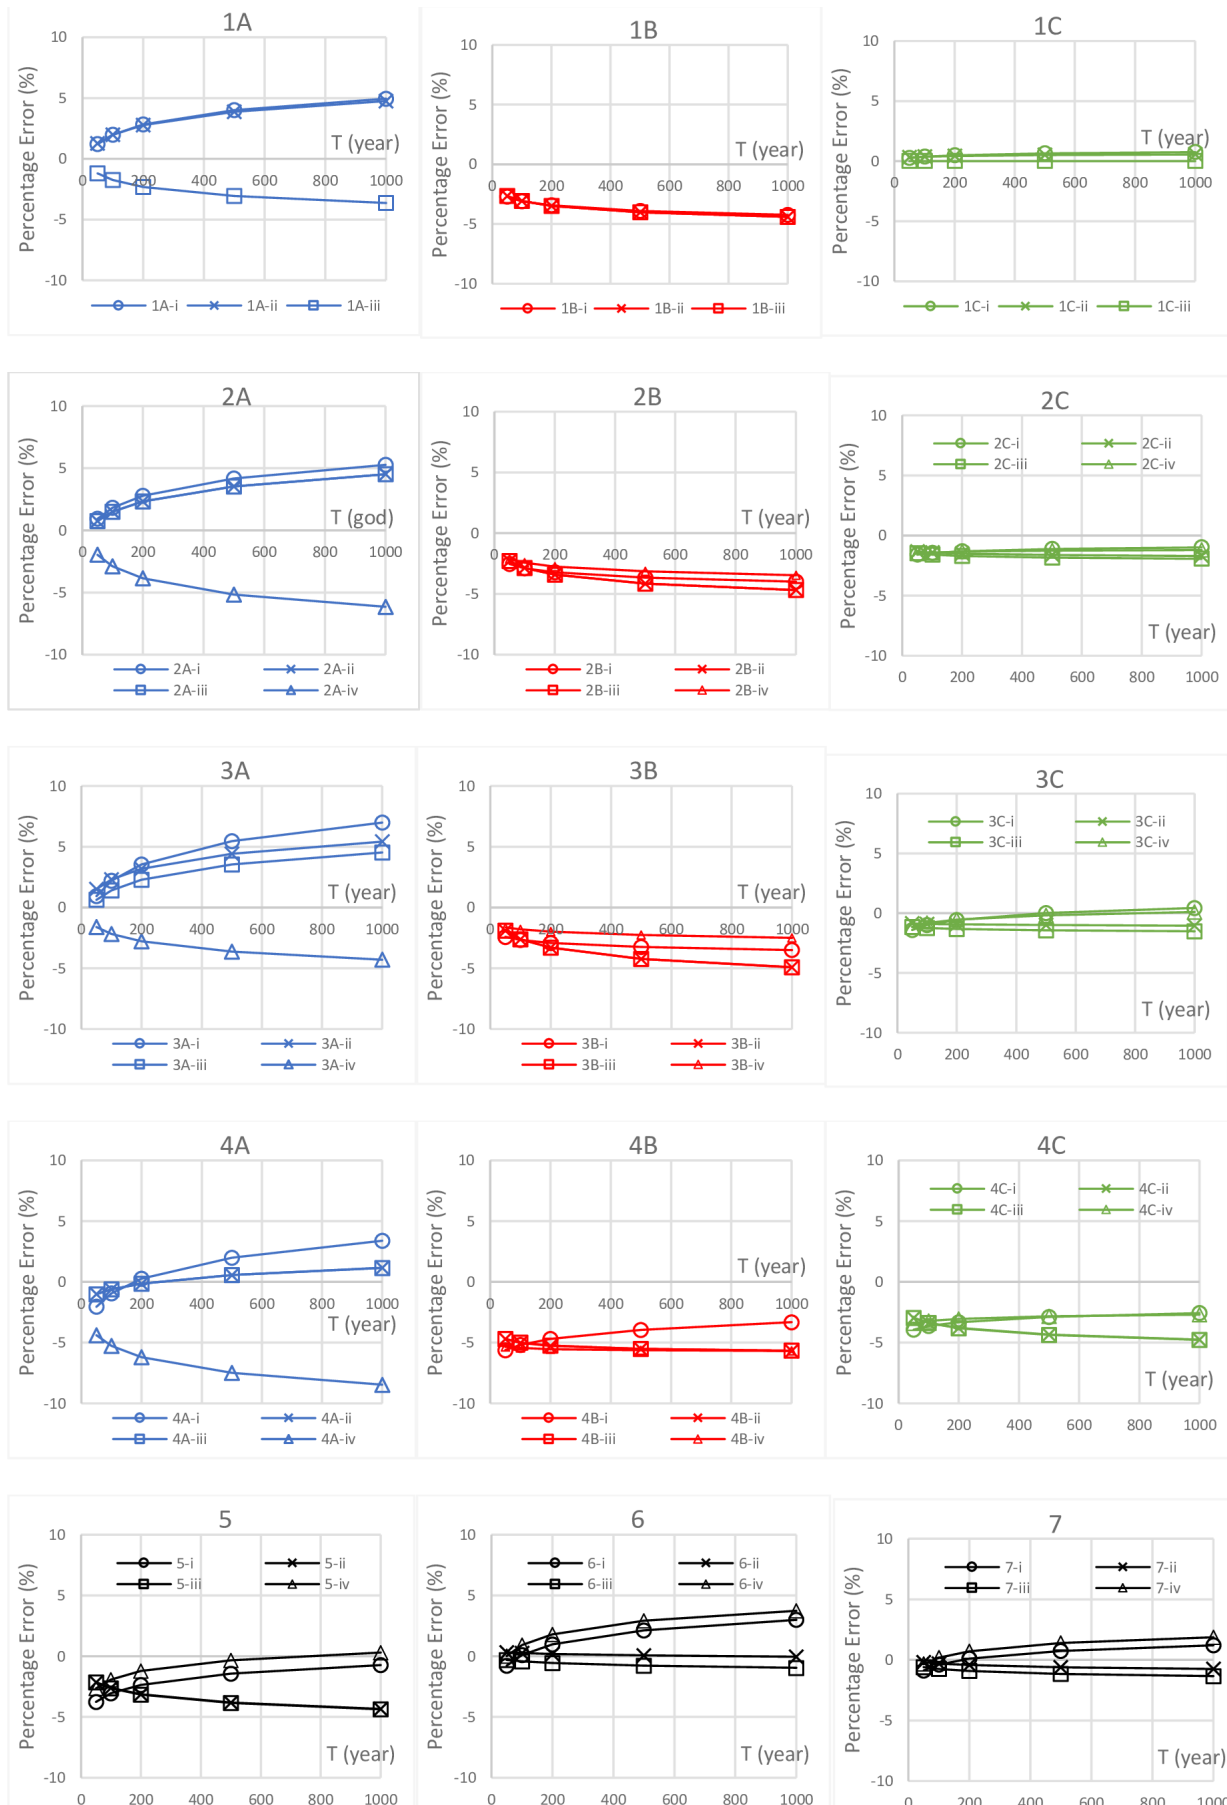 1A
Percentage Error (%)
10
5
0
-5
-10
T (year)
0 200 400 600 800 1000
1A-i 1A-ii 1A-iii
1B
Percentage Error (%)
10
5
0
-5
-10
T (year)
0 200 400 600 800 1000
1B-i 1B-ii 1B-iii
1C
Percentage Error (%)
10
5
0
-5
-10
T (year)
0 200 400 600 800 1000
1C-i 1C-ii 1C-iii
2A
Percentage Error (%)
10
5
0
-5
-10
T (god)
0 200 400 600 800 1000
2A-i 2A-ii
2A-iii 2A-iv
2B
Percentage Error (%)
10
5
0
-5
-10
T (year)
0 200 400 600 800 1000
2B-i 2B-ii
2B-iii 2B-iv
2C
Percentage Error (%)
10
5
0
-5
-10
2C-i 2C-ii
2C-iii 2C-iv
T (year)
0 200 400 600 800 1000
3A
Percentage Error (%)
10
5
0
-5
-10
T (year)
0 200 400 600 800 1000
3A-i 3A-ii
3A-iii 3A-iv
3B
Percentage Error (%)
10
5
0
-5
-10
T (year)
0 200 400 600 800 1000
3B-i 3B-ii
3B-iii 3B-iv
3C
Percentage Error (%)
10
5
0
-5
-10
3C-i 3C-ii
3C-iii 3C-iv
T (year)
0 200 400 600 800 1000
4A
Percentage Error (%)
10
5
0
-5
-10
0 200 400 600 800 1000
T (year)
4A-i 4A-ii
4A-iii 4A-iv
4B
Percentage Error (%)
10
5
0
-5
-10
T (year)
0 200 400 600 800 1000
4B-i 4B-ii
4B-iii 4B-iv
4C
Percentage Error (%)
10
5
0
-5
-10
4C-i 4C-ii
4C-iii 4C-iv
T (year)
0 200 400 600 800 1000
5
Percentage Error (%)
10
5
0
-5
-10
5-i 5-ii
5-iii 5-iv
T (year)
0 200 400 600 800 1000
6
Percentage Error (%)
10
5
0
-5
-10
6-i 6-ii
6-iii 6-iv
T (year)
0 200 400 600 800 1000
7
Percentage Error (%)
10
5
0
-5
-10
7-i 7-ii
7-iii 7-iv
T (year)
0 200 400 600 800 1000